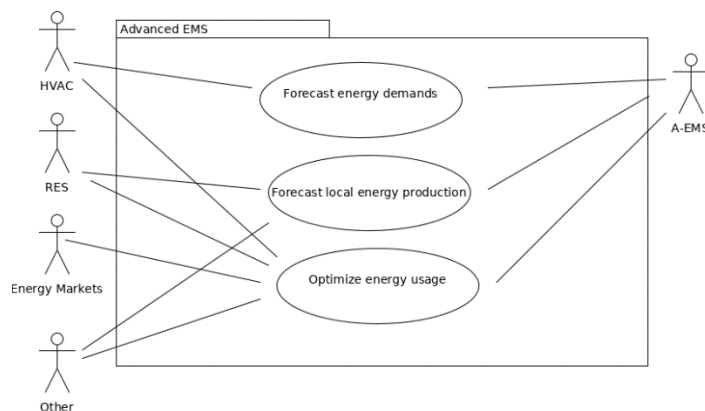 Advanced EMS
HVAC
Forecast energy demands
A-EMS
RES
Forecast local energy production
Energy Markets
Optimize energy usage
Other